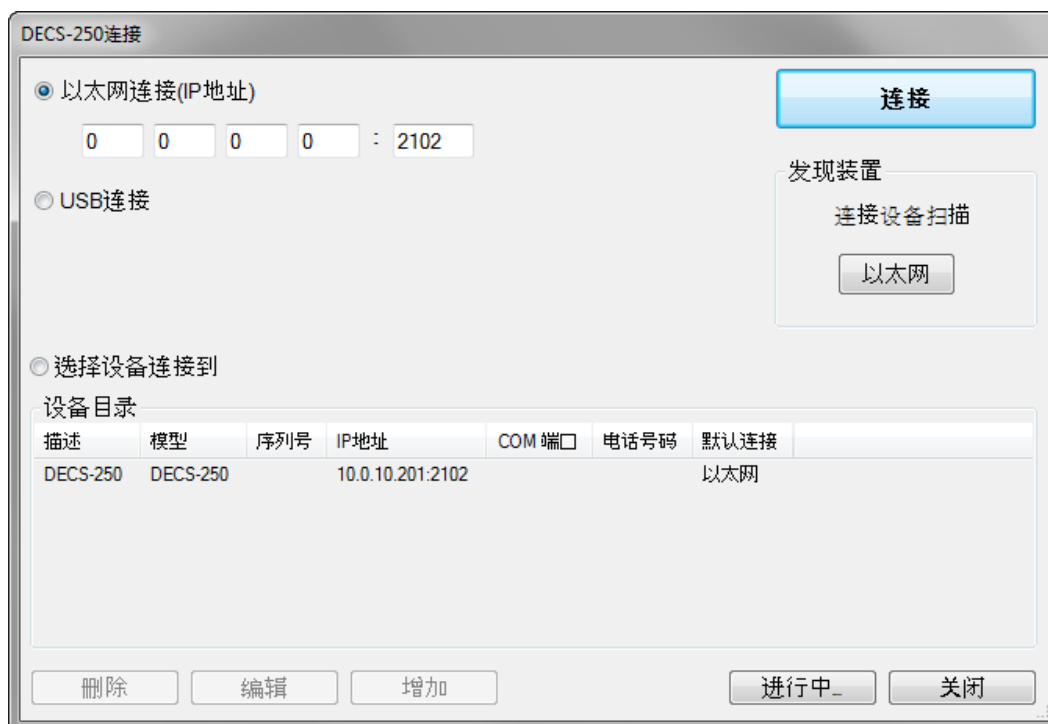 DECS-250连接
以太网连接(IP地址)
连接
0 0 0 0 : 2102
发现装置
USB连接
连接设备扫描
以太网
选择设备连接到
设备目录
描述 模型 序列号 IP地址 COM 端口 电话号码 默认连接
DECS-250 DECS-250 10.0.10.201:2102 以太网
删除 编辑 增加 进行中_ 关闭